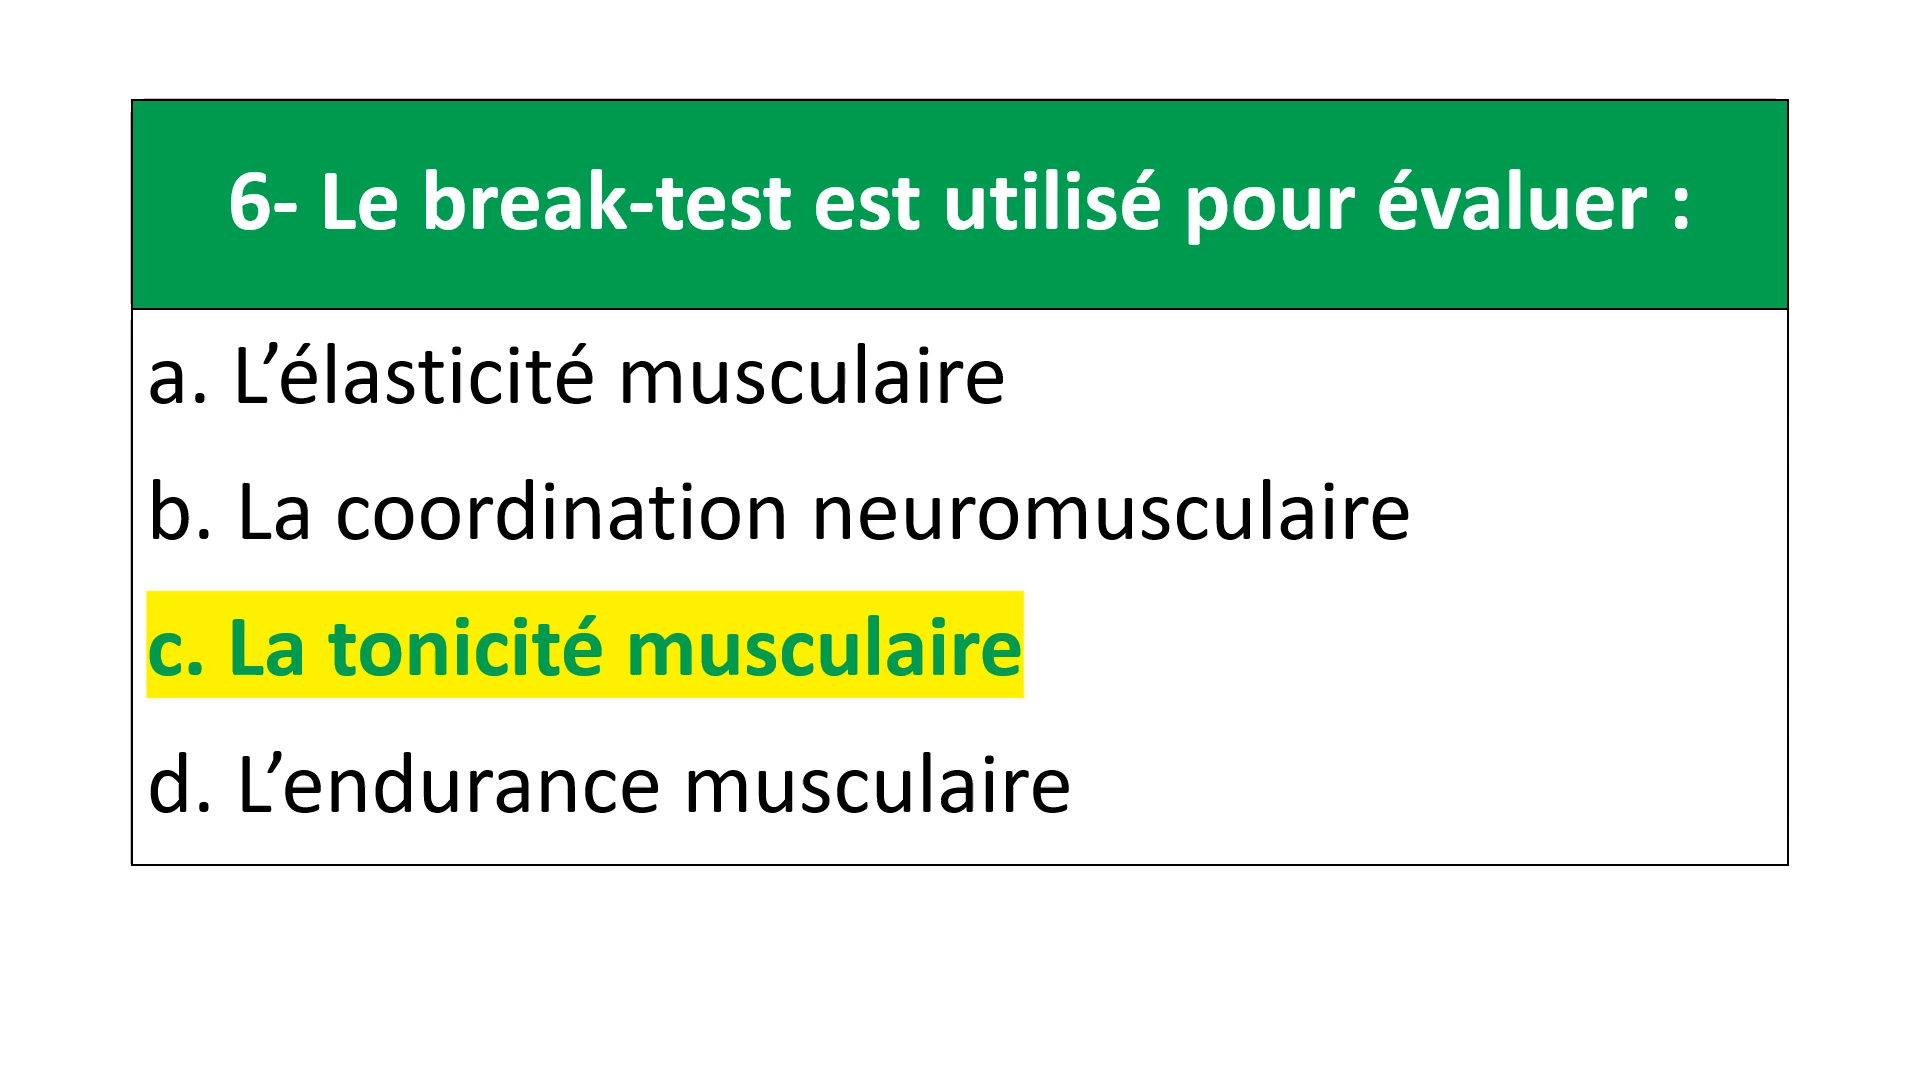 6- Le break-test est utilisé pour évaluer :
a. L’élasticité musculaire
b. La coordination neuromusculaire
c. La tonicité musculaire
d. L’endurance musculaire